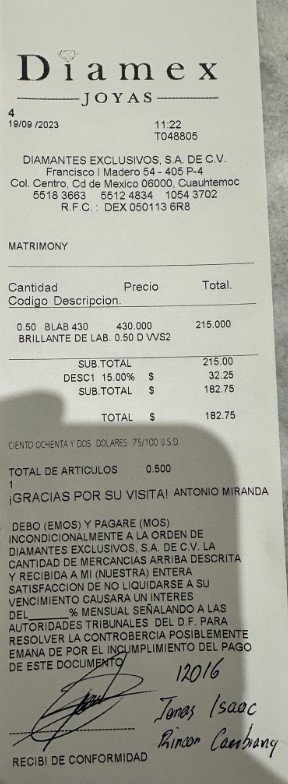 Diamex
JOYAS
4
19/09 /2023 11:22
T048805
DIAMANTES EXCLUSIVOS, S.A. DE C.V.
Francisco I Madero 54 - 405 P-4
Col. Centro, Cd de Mexico 06000, Cuauhtemoc
5518 3663 5512 4834 1054 3702
R.F.C. : DEX 050113 6R8
MATRIMONY
Cantidad Precio Total.
Codigo Descripcion.
0.50 BLAB 430 430.000 215.000
BRILLANTE DE LAB. 0.50 D VVS2
SUB.TOTAL 215.00
DESC1 15.00% $ 32.25
SUB.TOTAL $ 182.75
TOTAL $ 182.75
CIENTO OCHENTA Y DOS DOLARES 75/100 U.S.D.
TOTAL DE ARTICULOS 0.500
1
¡GRACIAS POR SU VISITA! ANTONIO MIRANDA
DEBO (EMOS) Y PAGARE (MOS)
INCONDICIONALMENTE A LA ORDEN DE
DIAMANTES EXCLUSIVOS, S.A. DE C.V. LA
CANTIDAD DE MERCANCIAS ARRIBA DESCRITA
Y RECIBIDA A MI (NUESTRA) ENTERA
SATISFACCION DE NO LIQUIDARSE A SU
VENCIMIENTO CAUSARA UN INTERES
DEL______% MENSUAL SEÑALANDO A LAS
AUTORIDADES TRIBUNALES DEL D.F. PARA
RESOLVER LA CONTROBERCIA POSIBLEMENTE
EMANA DE POR EL INCUMPLIMIENTO DEL PAGO
DE ESTE DOCUMENTO
12016
Isaac
Rincon
RECIBI DE CONFORMIDAD